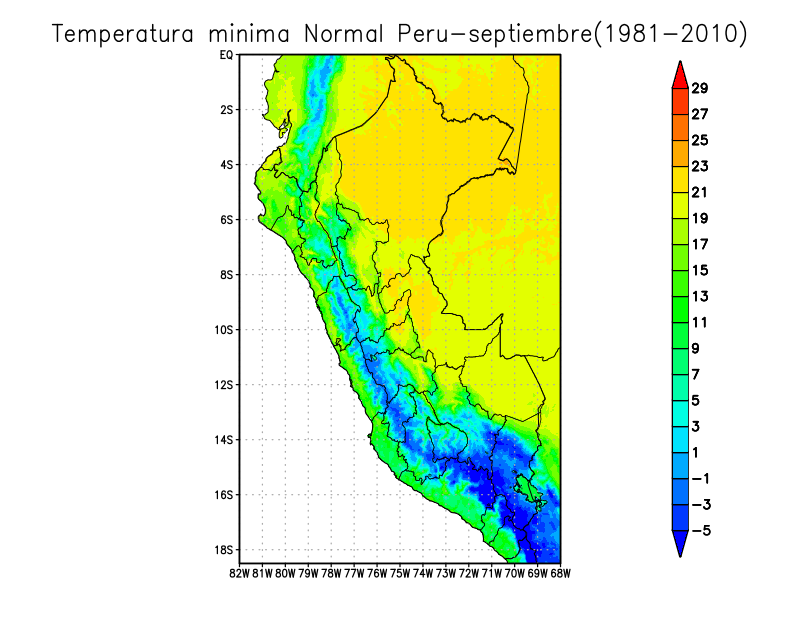 Temperatura minima Normal Peru-septiembre(1981-2010)
EQ
2S
4S
6S
8S
10S
12S
14S
16S
18S
82W 81W 80W 79W 78W 77W 76W 75W 74W 73W 72W 71W 70W 69W 68W
29
27
25
23
21
19
17
15
13
11
9
7
5
3
1
-1
-3
-5